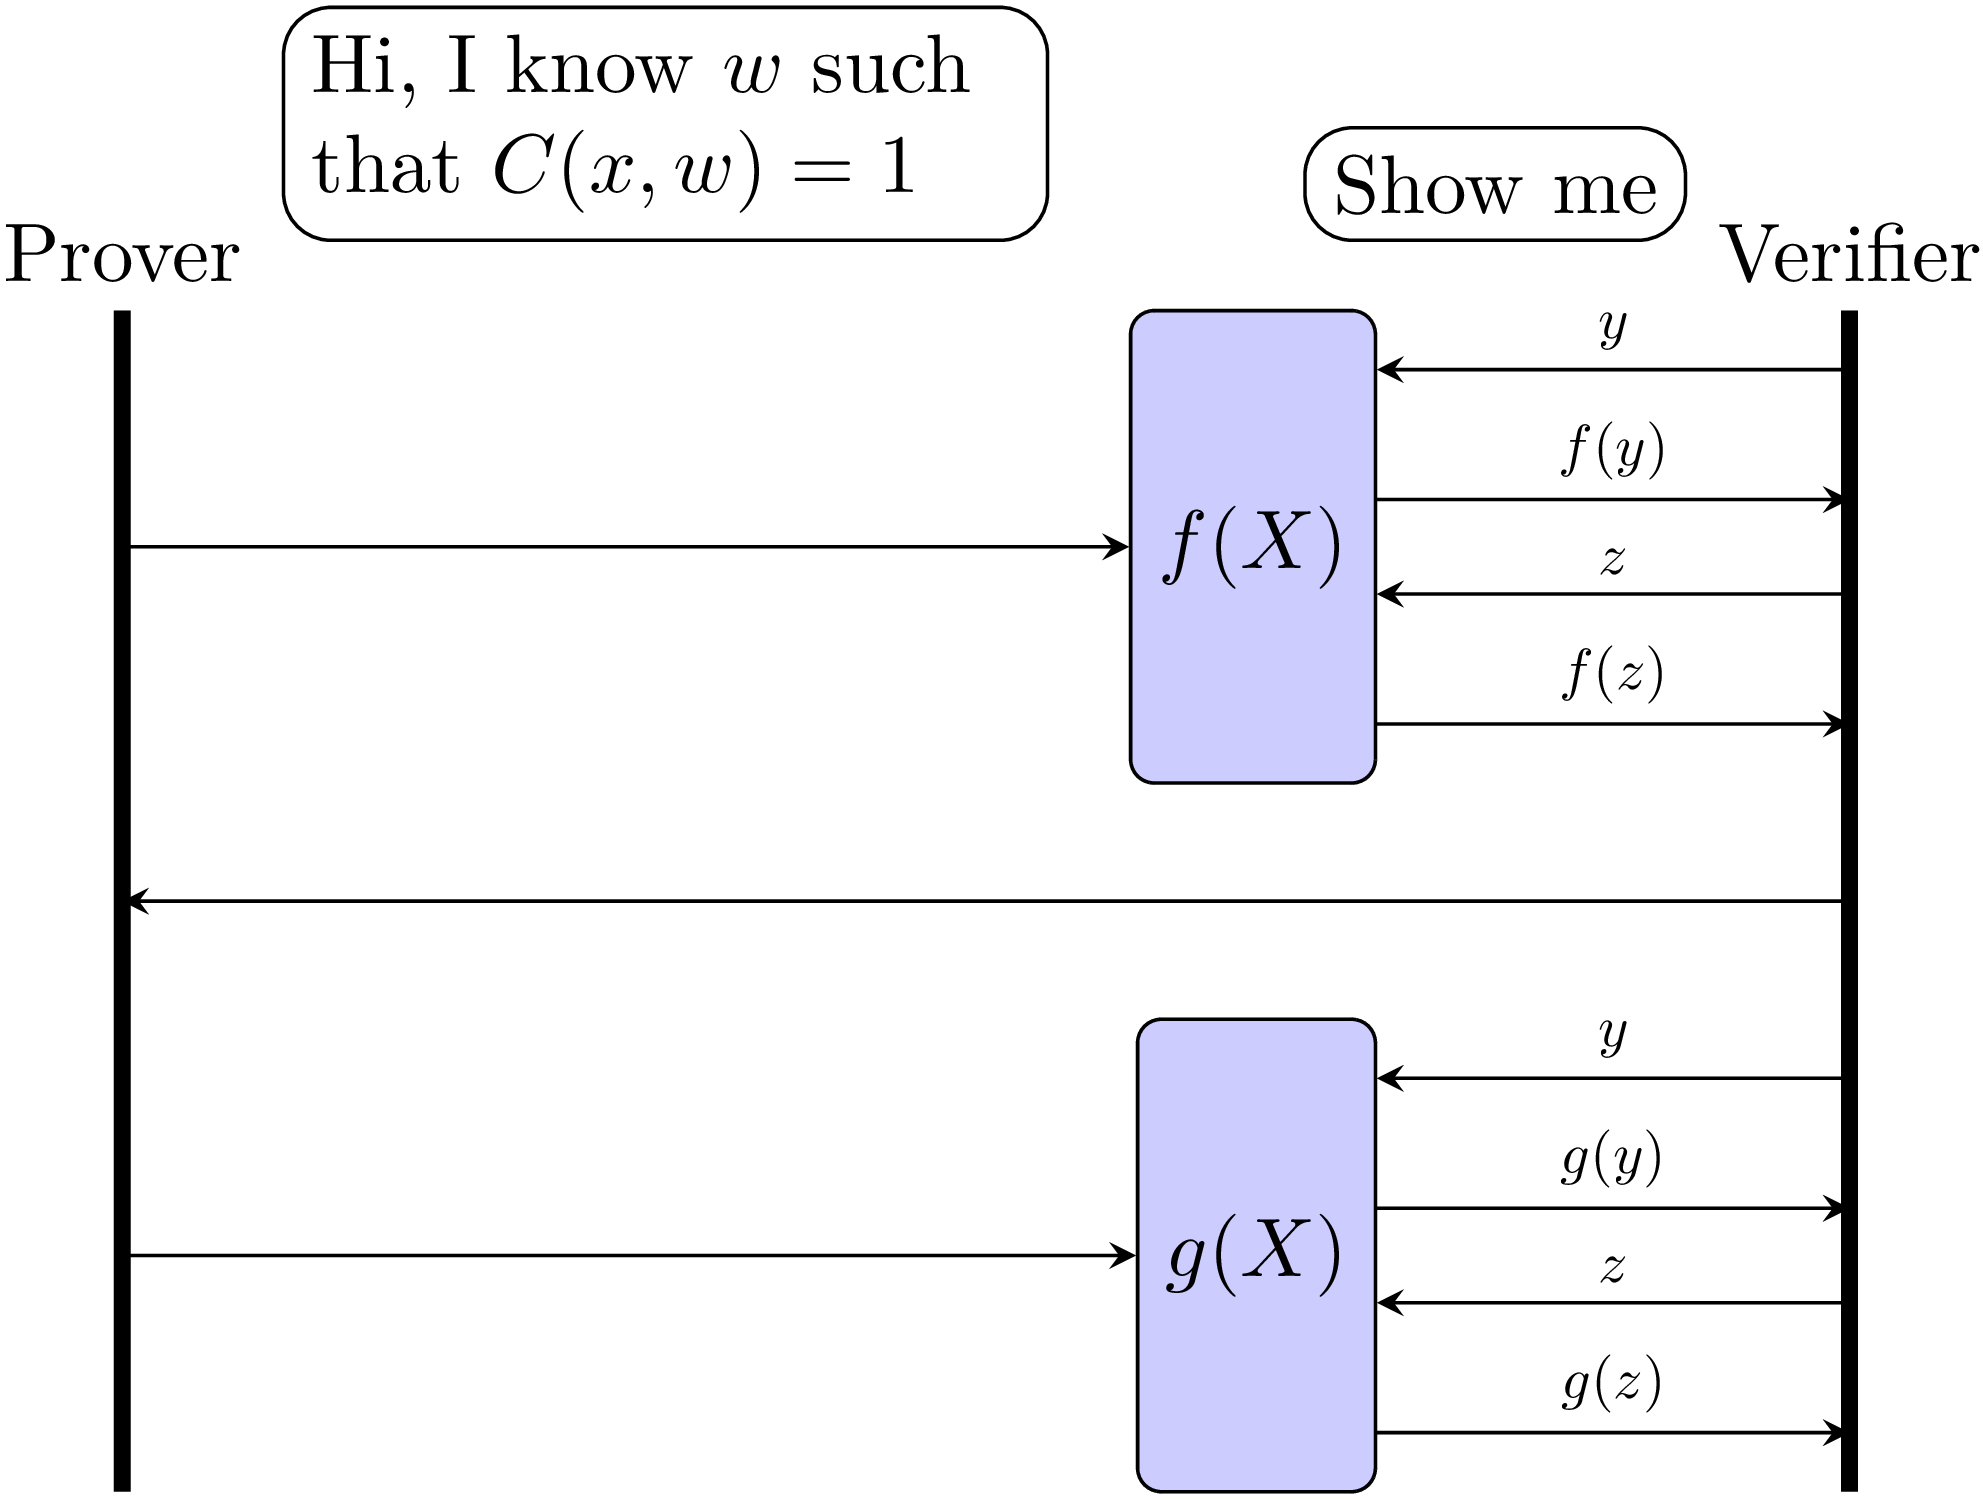 Hi, I know w such
that C(x, w) = 1
Show me
Prover
Verifier
y
f(y)
f(X)
z
f(z)
y
g(y)
g(X)
z
g(z)